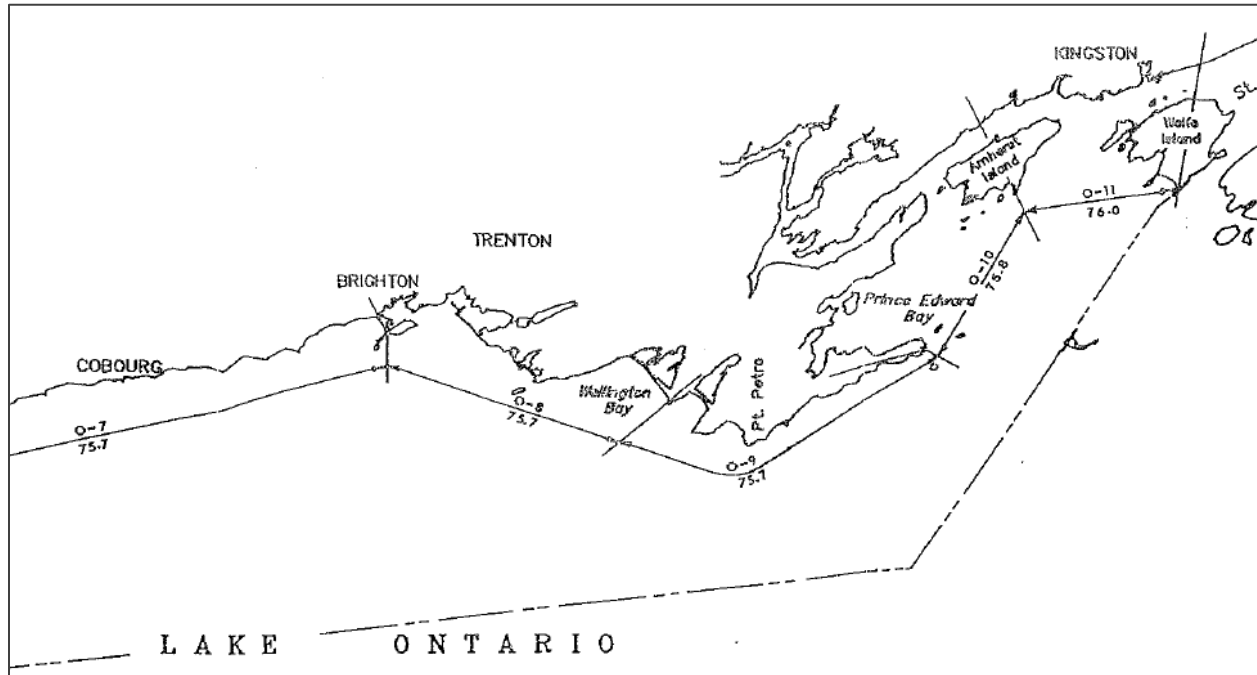 KINGSTON
St.
Wolfe
Island
Amherst
Island
O-11
76.0
TRENTON
O-10
75.8
BRIGHTON
Prince Edward
Bay
COBOURG
Wellington
Bay
Pt. Petre
O-8
75.7
O-7
75.7
O-9
75.7
LAKE ONTARIO